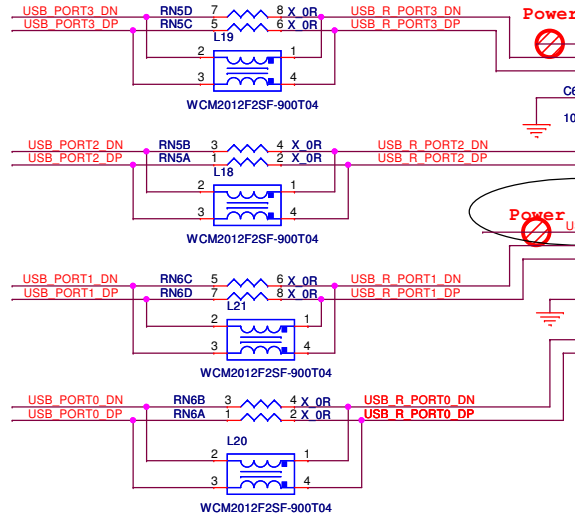 USB_PORT3_DN RN5D 7 8 X_0R USB_R_PORT3_DN Power
USB_PORT3_DP RN5C 5 6 X_0R USB_R_PORT3_DP
L19
2 1
3 4
WCM2012F2SF-900T04
C6
10
USB_PORT2_DN RN5B 3 4 X_0R USB_R_PORT2_DN
USB_PORT2_DP RN5A 1 2 X_0R USB_R_PORT2_DP
L18
2 1
3 4
WCM2012F2SF-900T04
Power
U
USB_PORT1_DN RN6C 5 6 X_0R USB_R_PORT1_DN
USB_PORT1_DP RN6D 7 8 X_0R USB_R_PORT1_DP
L21
2 1
3 4
WCM2012F2SF-900T04
USB_PORT0_DN RN6B 3 4 X_0R USB_R_PORT0_DN
USB_PORT0_DP RN6A 1 2 X_0R USB_R_PORT0_DP
L20
2 1
3 4
WCM2012F2SF-900T04